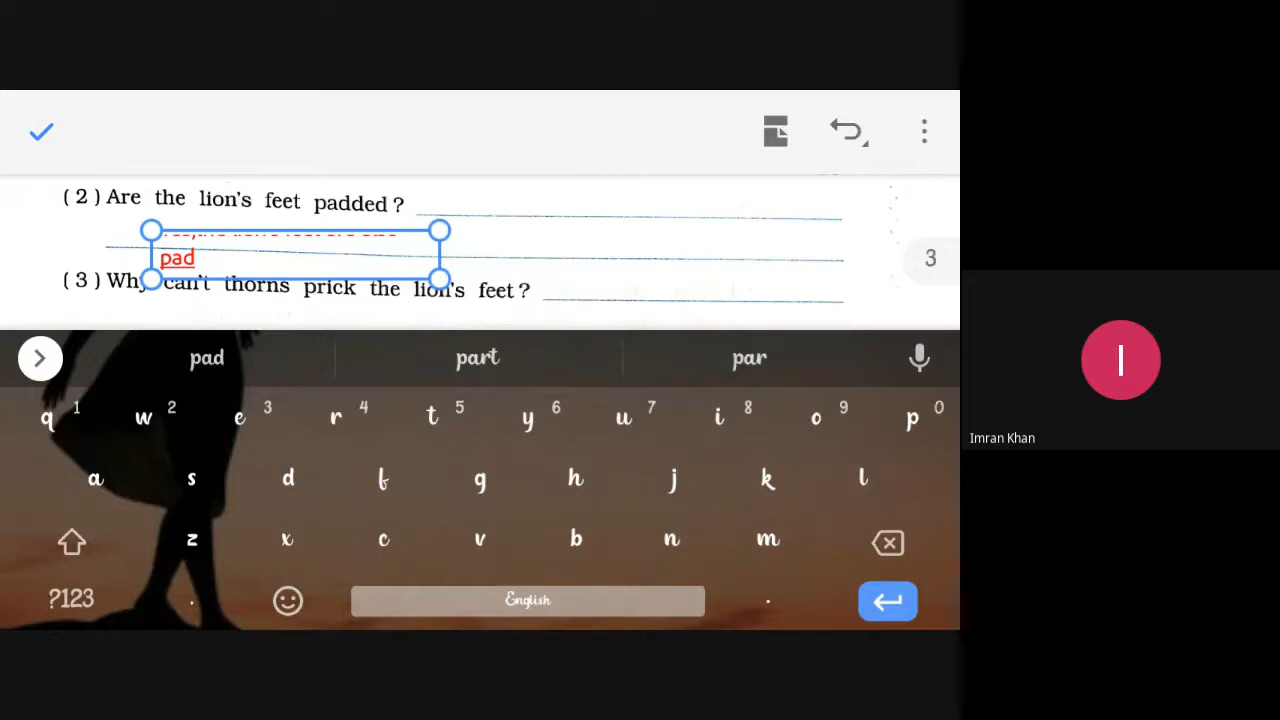 ( 2 ) Are the lion's feet padded ?
pad
3
( 3 ) Why can't thorns prick the lion's feet ?
pad part par
q 1 w 2 e 3 r 4 t 5 y 6 u 7 i 8 o 9 p 0
a s d f g h j k l
z x c v b n m
?123 . English .
I
Imran Khan